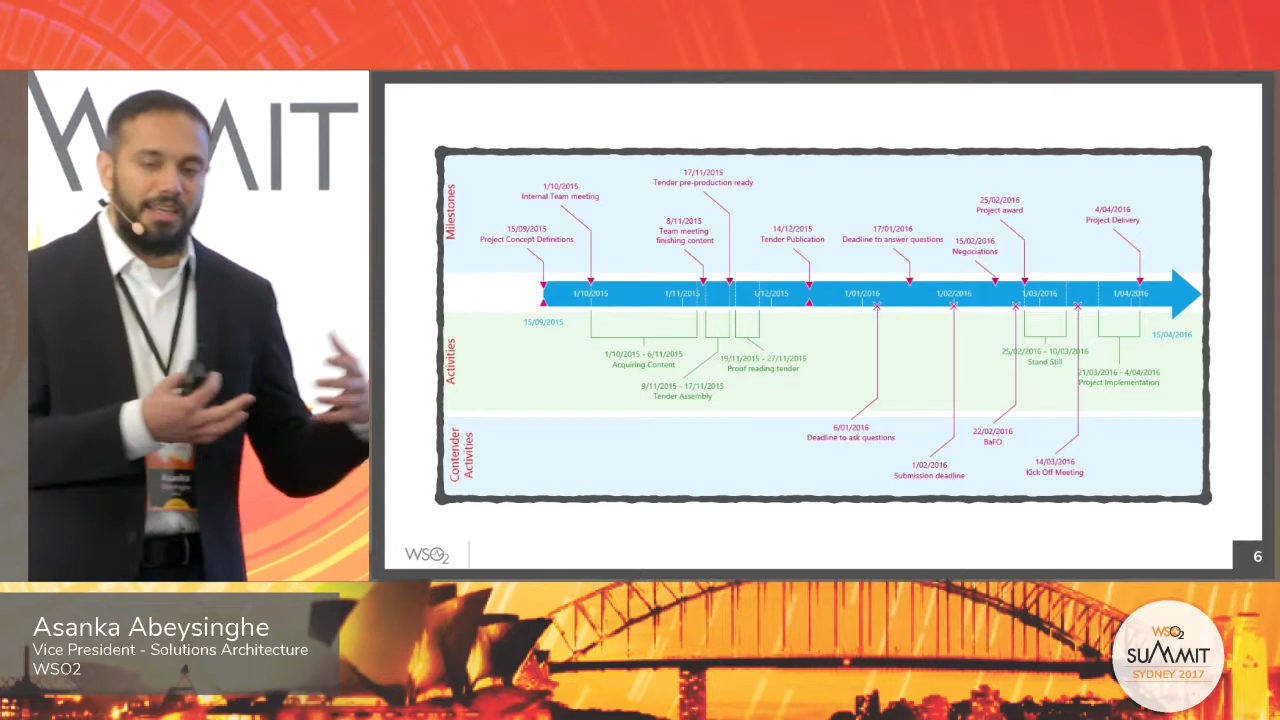 SUMMIT
Asanka
Milestones
17/11/2015
Tender pre-production ready
1/10/2015
Internal Team meeting
25/02/2016
Project award
4/04/2016
Project Delivery
15/09/2015
Project Concept Definitions
8/11/2015
Team meeting
finishing content
14/12/2015
Tender Publication
17/01/2016
Deadline to answer questions
15/02/2016
Negociations
1/10/2015
1/11/2015
1/12/2015
1/01/2016
1/02/2016
1/03/2016
1/04/2016
15/09/2015
15/04/2016
Activities
1/10/2015 - 6/11/2015
Acquiring Content
19/11/2015 - 27/11/2015
Proof reading tender
9/11/2015 - 17/11/2015
Tender Assembly
25/02/2016 - 10/03/2016
Stand Still
21/03/2016 - 4/04/2016
Project Implementation
Contender
Activities
6/01/2016
Deadline to ask questions
1/02/2016
Submission deadline
22/02/2016
BaFO
14/03/2016
Kick Off Meeting
WSO2
6
Asanka Abeysinghe
Vice President - Solutions Architecture
WSO2
WSO2
SUMMIT
SYDNEY 2017